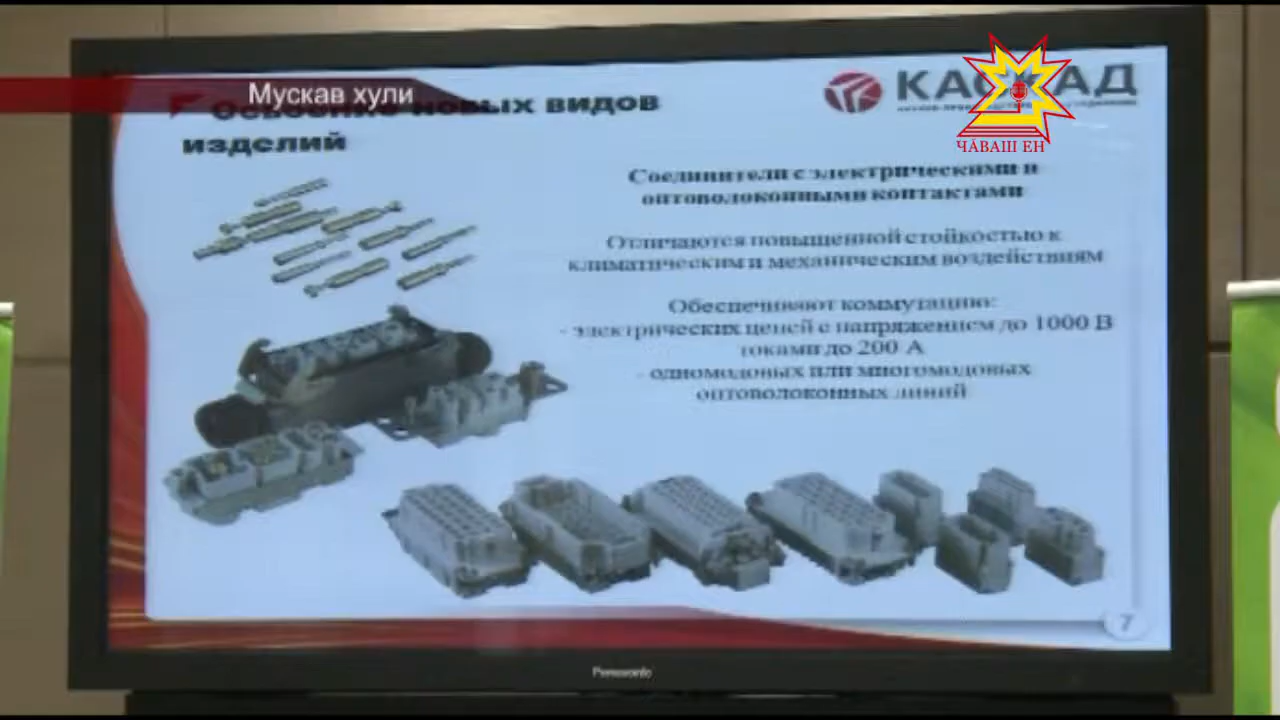 Мускав хули
КАСКАД
ЧӐВАШ ЕН
Освоение новых видов
изделий
Соединители с электрическими и
оптоволоконными контактами
Отличаются повышенной стойкостью к
климатическим и механическим воздействиям
Обеспечивают коммутацию:
- электрических цепей с напряжением до 1000 В
токами до 200 А
- одномодовых или многомодовых
оптоволоконных линий
7
Panasonic